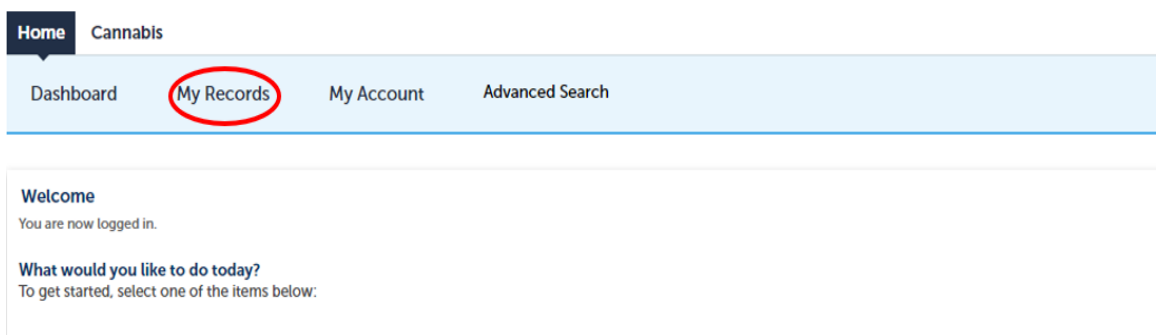 Home Cannabis
Dashboard My Records My Account Advanced Search
Welcome
You are now logged in.
What would you like to do today?
To get started, select one of the items below: